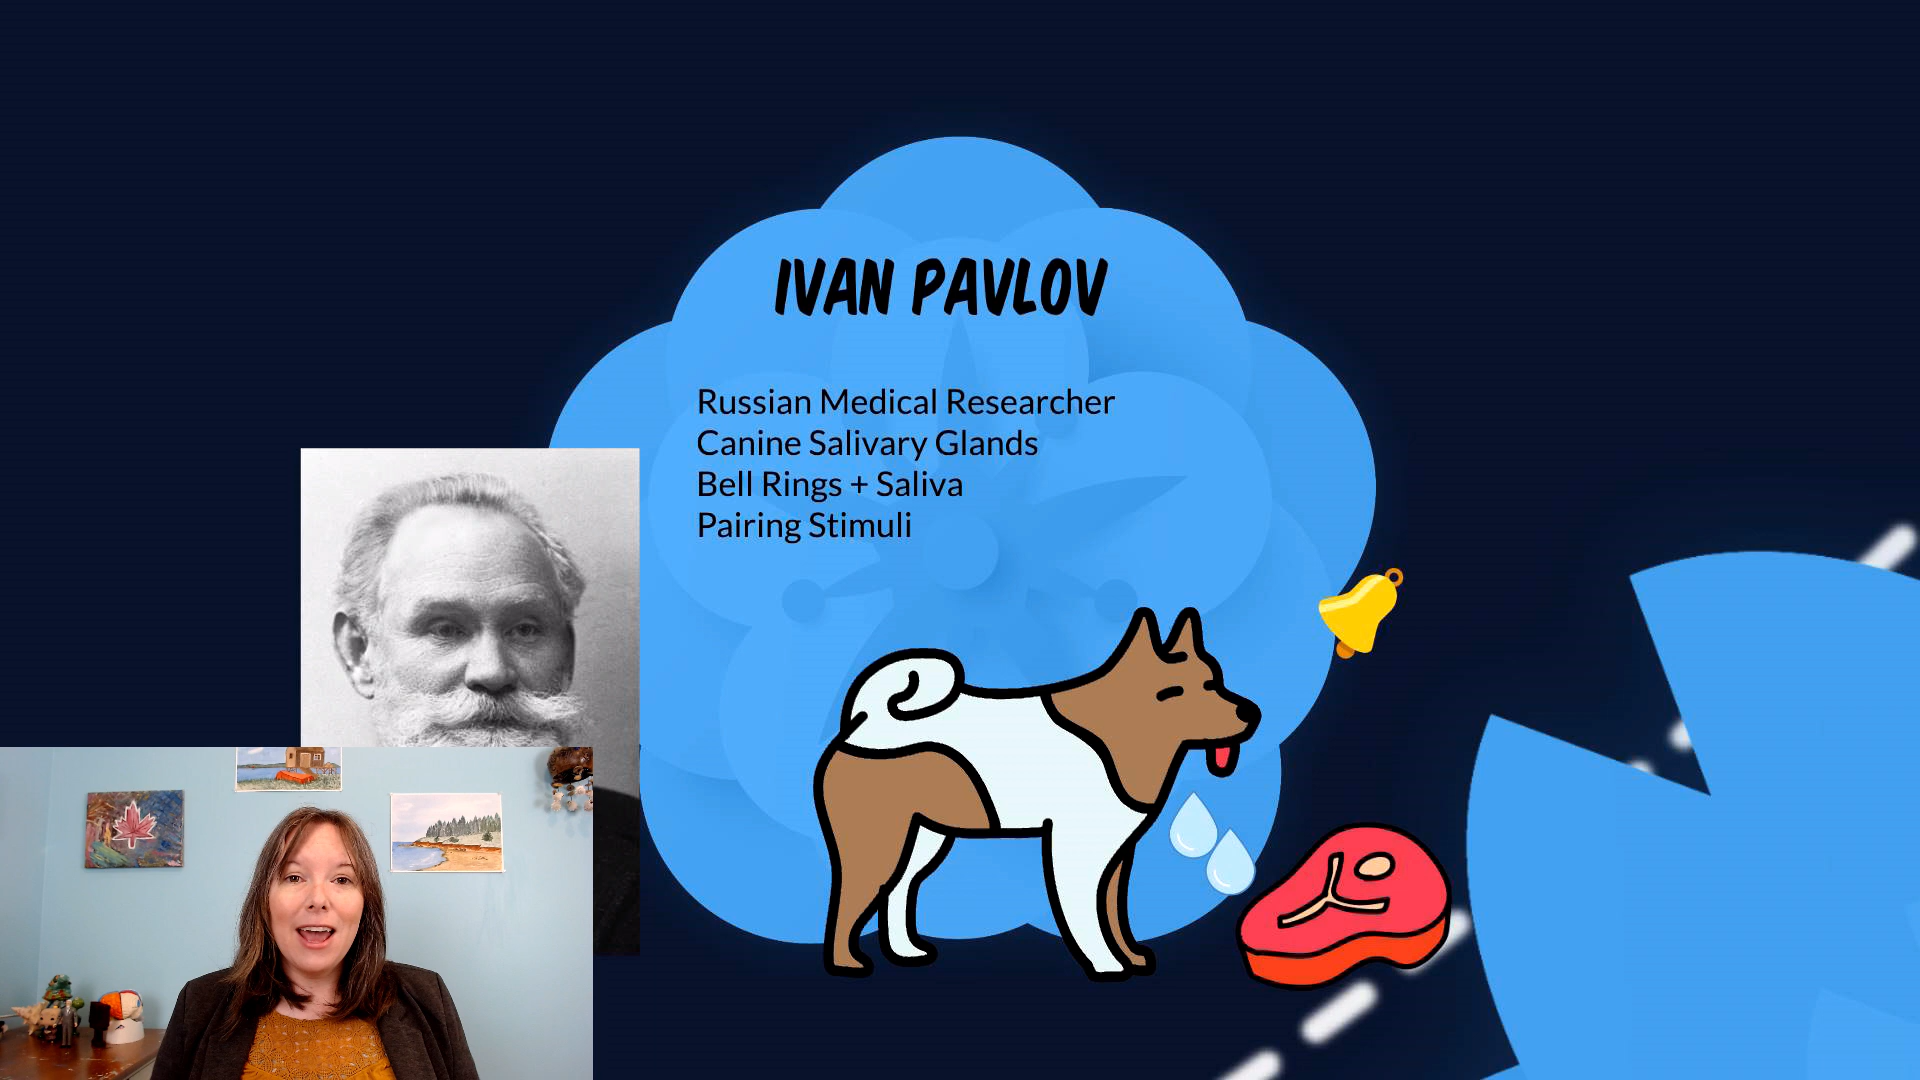 IVAN PAVLOV
Russian Medical Researcher
Canine Salivary Glands
Bell Rings + Saliva
Pairing Stimuli